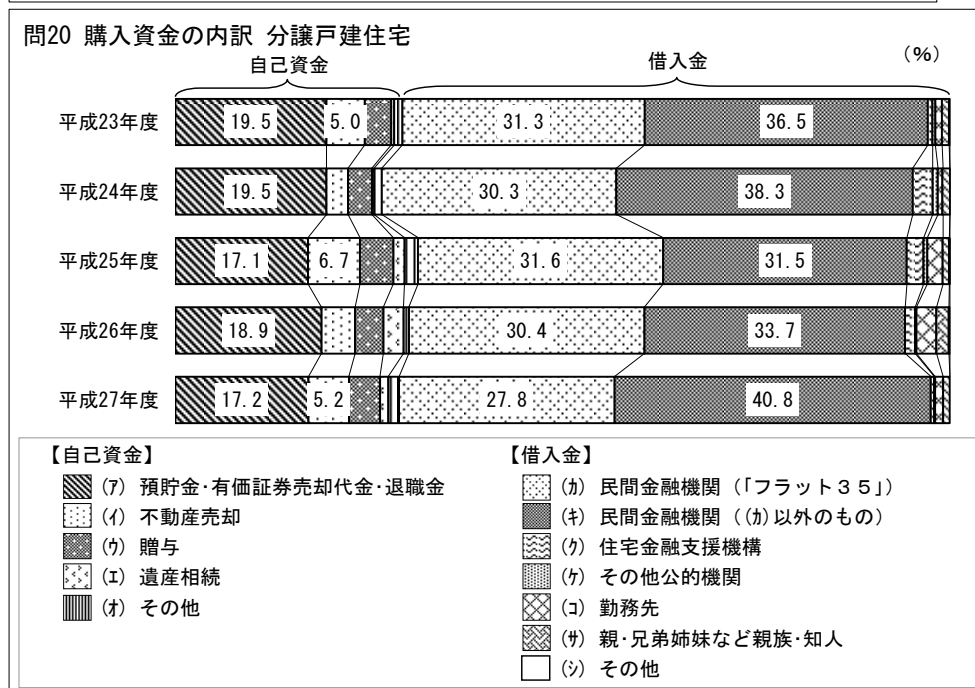 問20 購入資金の内訳 分譲戸建住宅
(%)
自己資金
借入金
平成23年度 19.5 5.0 31.3 36.5
平成24年度 19.5 30.3 38.3
平成25年度 17.1 6.7 31.6 31.5
平成26年度 18.9 30.4 33.7
平成27年度 17.2 5.2 27.8 40.8
【自己資金】
(ｱ) 預貯金･有価証券売却代金･退職金
(ｲ) 不動産売却
(ｳ) 贈与
(ｴ) 遺産相続
(ｵ) その他
【借入金】
(ｶ) 民間金融機関（｢フラット３５｣）
(ｷ) 民間金融機関（(ｶ)以外のもの）
(ｸ) 住宅金融支援機構
(ｹ) その他公的機関
(ｺ) 勤務先
(ｻ) 親･兄弟姉妹など親族･知人
(ｼ) その他